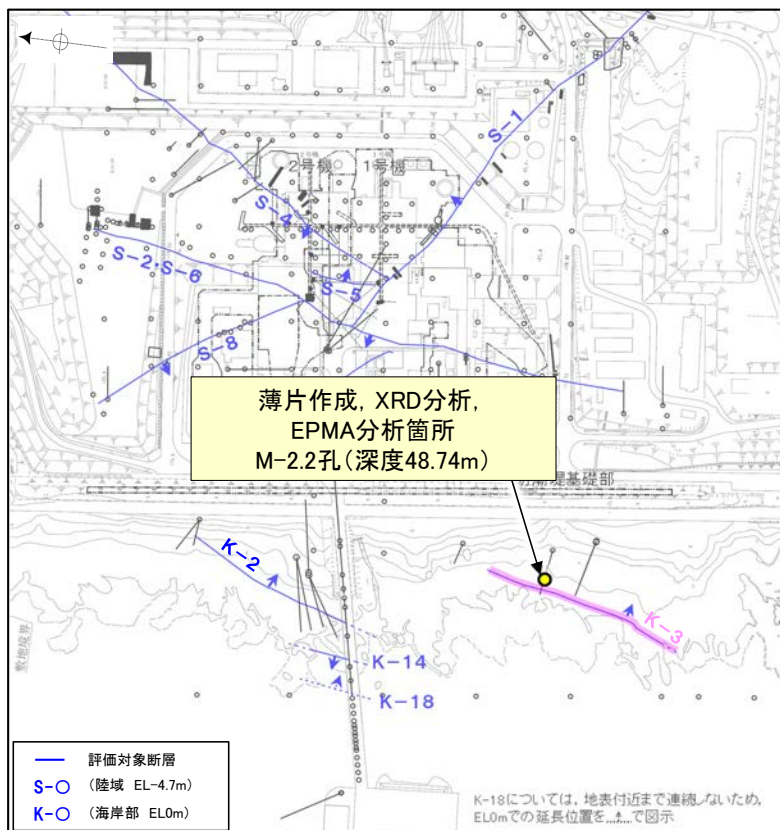 S-1
2号機
1号機
S-4
S-2・S-6
S-5
S-8
薄片作成, XRD分析,
EPMA分析箇所
M-2.2孔(深度48.74m)
基礎部
K-2
K-3
K-14
K-18
敷地境界
評価対象断層
S-○ (陸域 EL-4.7m)
K-○ (海岸部 EL0m)
K-18については, 地表付近まで連続しないため,
EL0mでの延長位置を........で図示